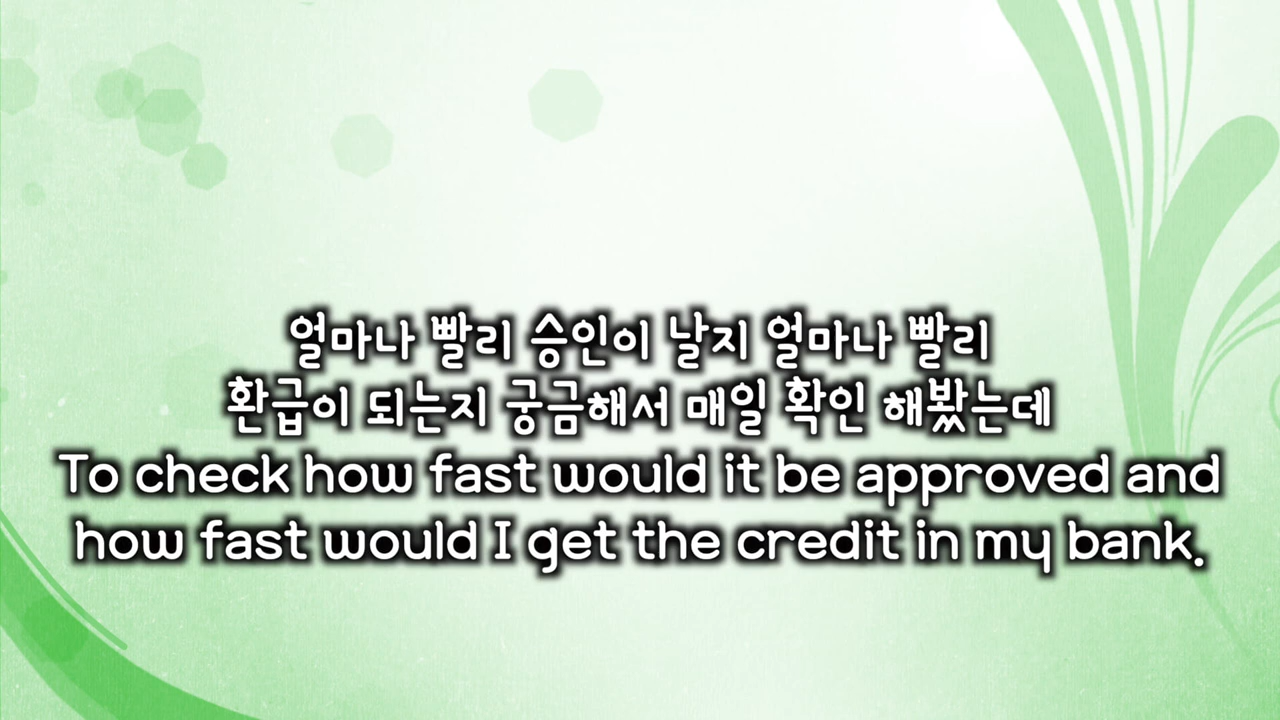 얼마나 빨리 승인이 날지 얼마나 빨리
환급이 되는지 궁금해서 매일 확인 해봤는데
To check how fast would it be approved and
how fast would I get the credit in my bank.